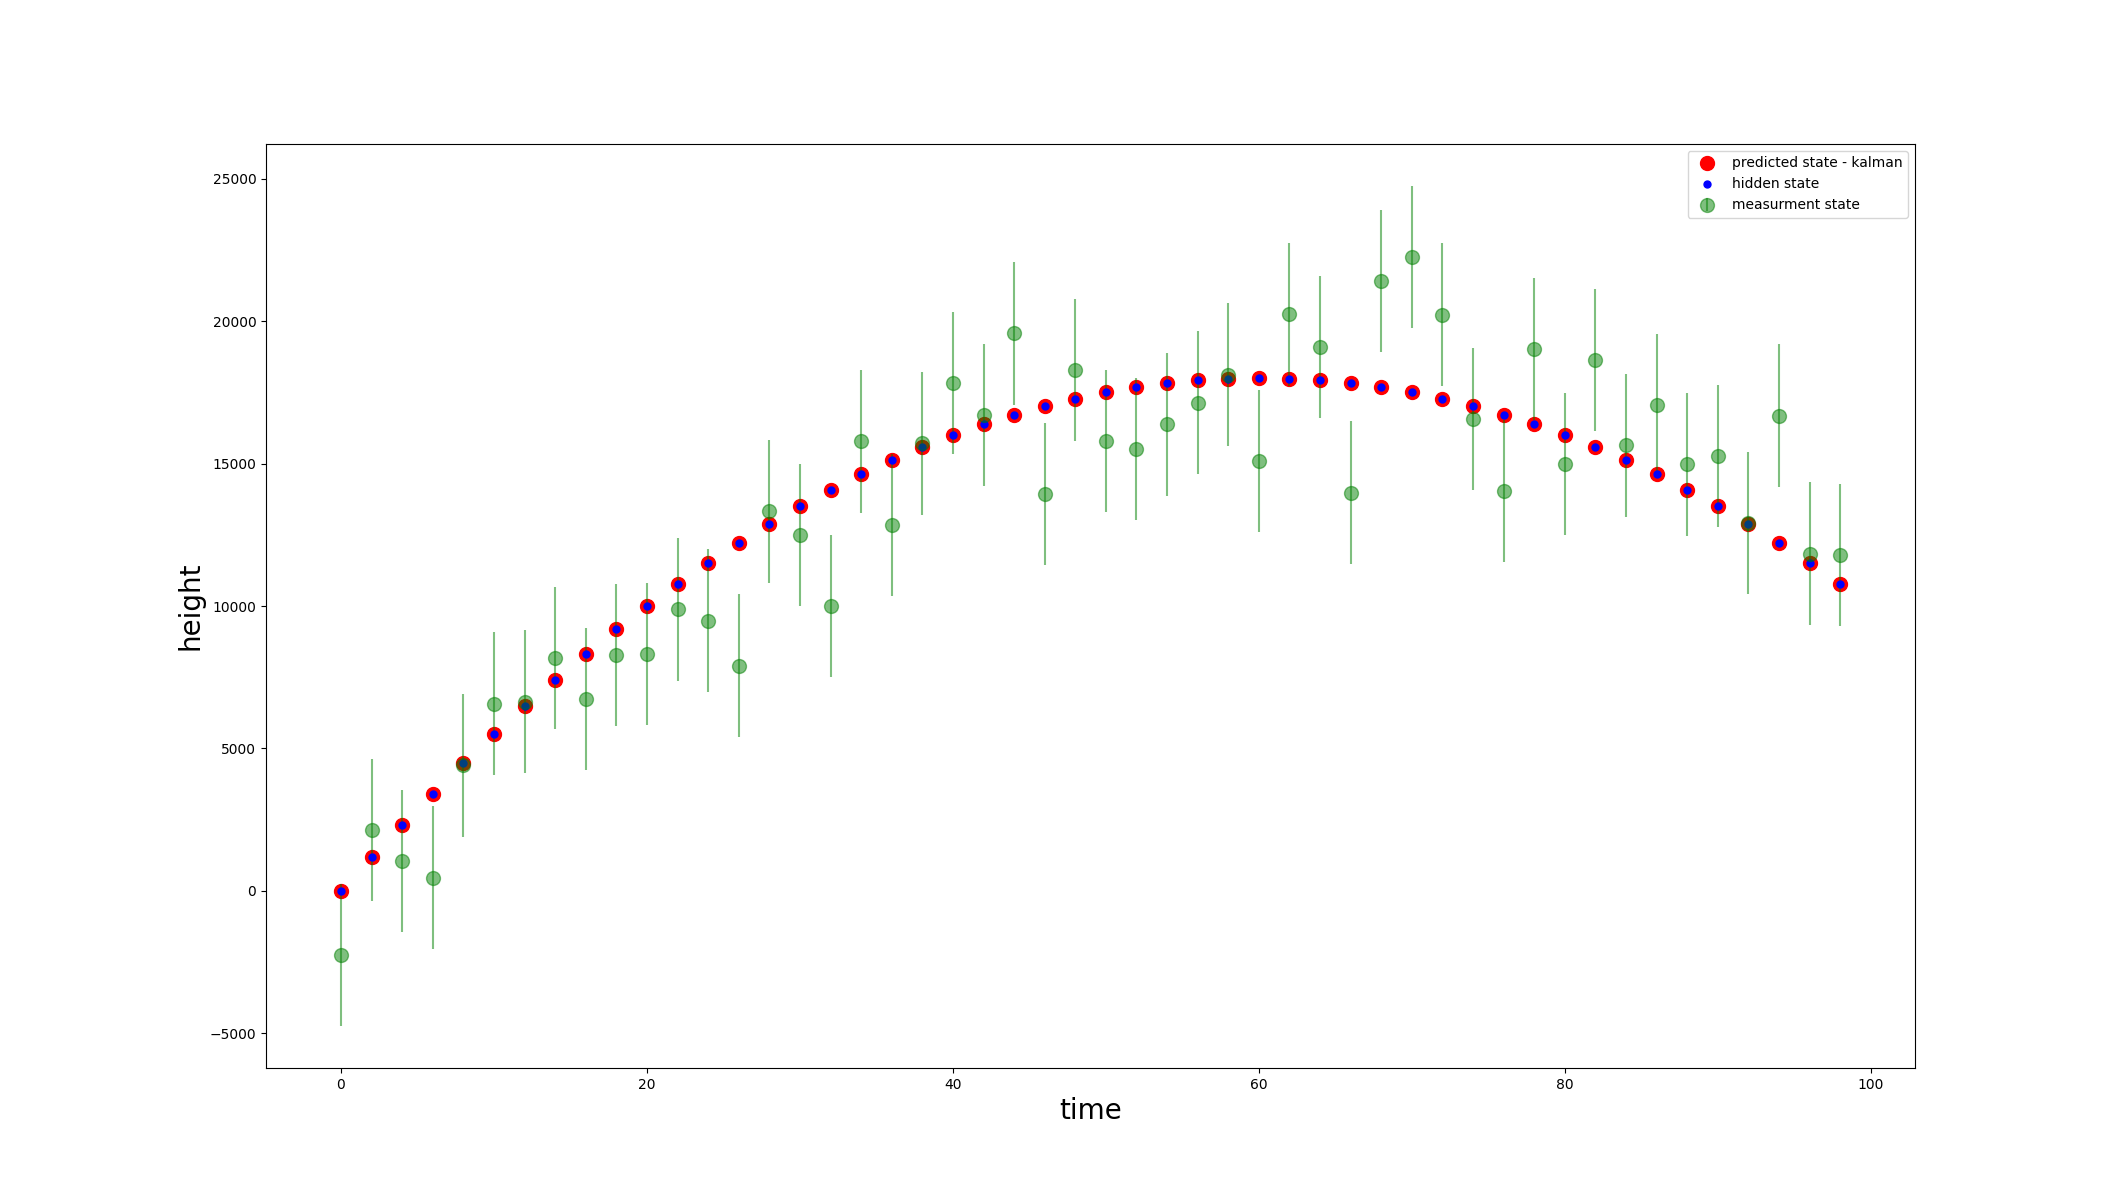 predicted state - kalman
hidden state
measurment state
25000
20000
15000
10000
5000
0
−5000
height
0 20 40 60 80 100
time